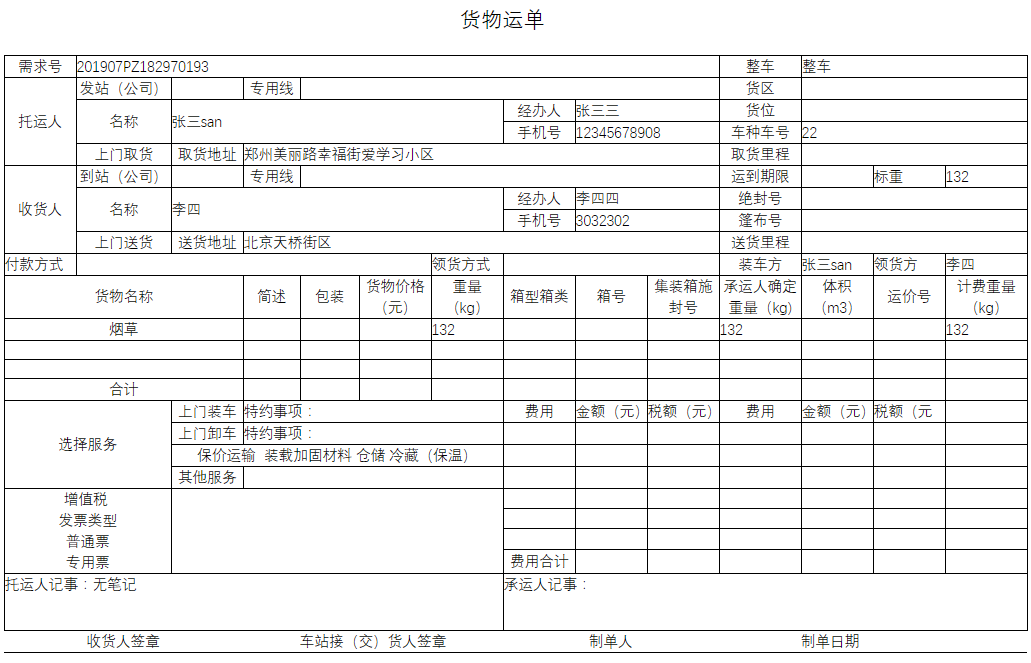 货物运单
需求号 201907PZ182970193 整车 整车
托运人 发站（公司） 专用线 货区
名称 张三san 经办人 张三三 货位
手机号 12345678908 车种车号 22
上门取货 取货地址 郑州美丽路幸福街爱学习小区 取货里程
收货人 到站（公司） 专用线 运到期限 标重 132
名称 李四 经办人 李四四 绝封号
手机号 3032302 篷布号
上门送货 送货地址 北京天桥街区 送货里程
付款方式 领货方式 装车方 张三san 领货方 李四
货物名称 简述 包装 货物价格（元） 重量（kg） 箱型箱类 箱号 集装箱施封号 承运人确定重量（kg） 体积（m3） 运价号 计费重量（kg）
烟草 132 132 132
合计
选择服务 上门装车 特约事项： 费用 金额（元） 税额（元） 费用 金额（元） 税额（元
上门卸车 特约事项：
保价运输 装载加固材料 仓储 冷藏（保温）
其他服务
增值税
发票类型
普通票
专用票 费用合计
托运人记事：无笔记 承运人记事：
收货人签章 车站接（交）货人签章 制单人 制单日期